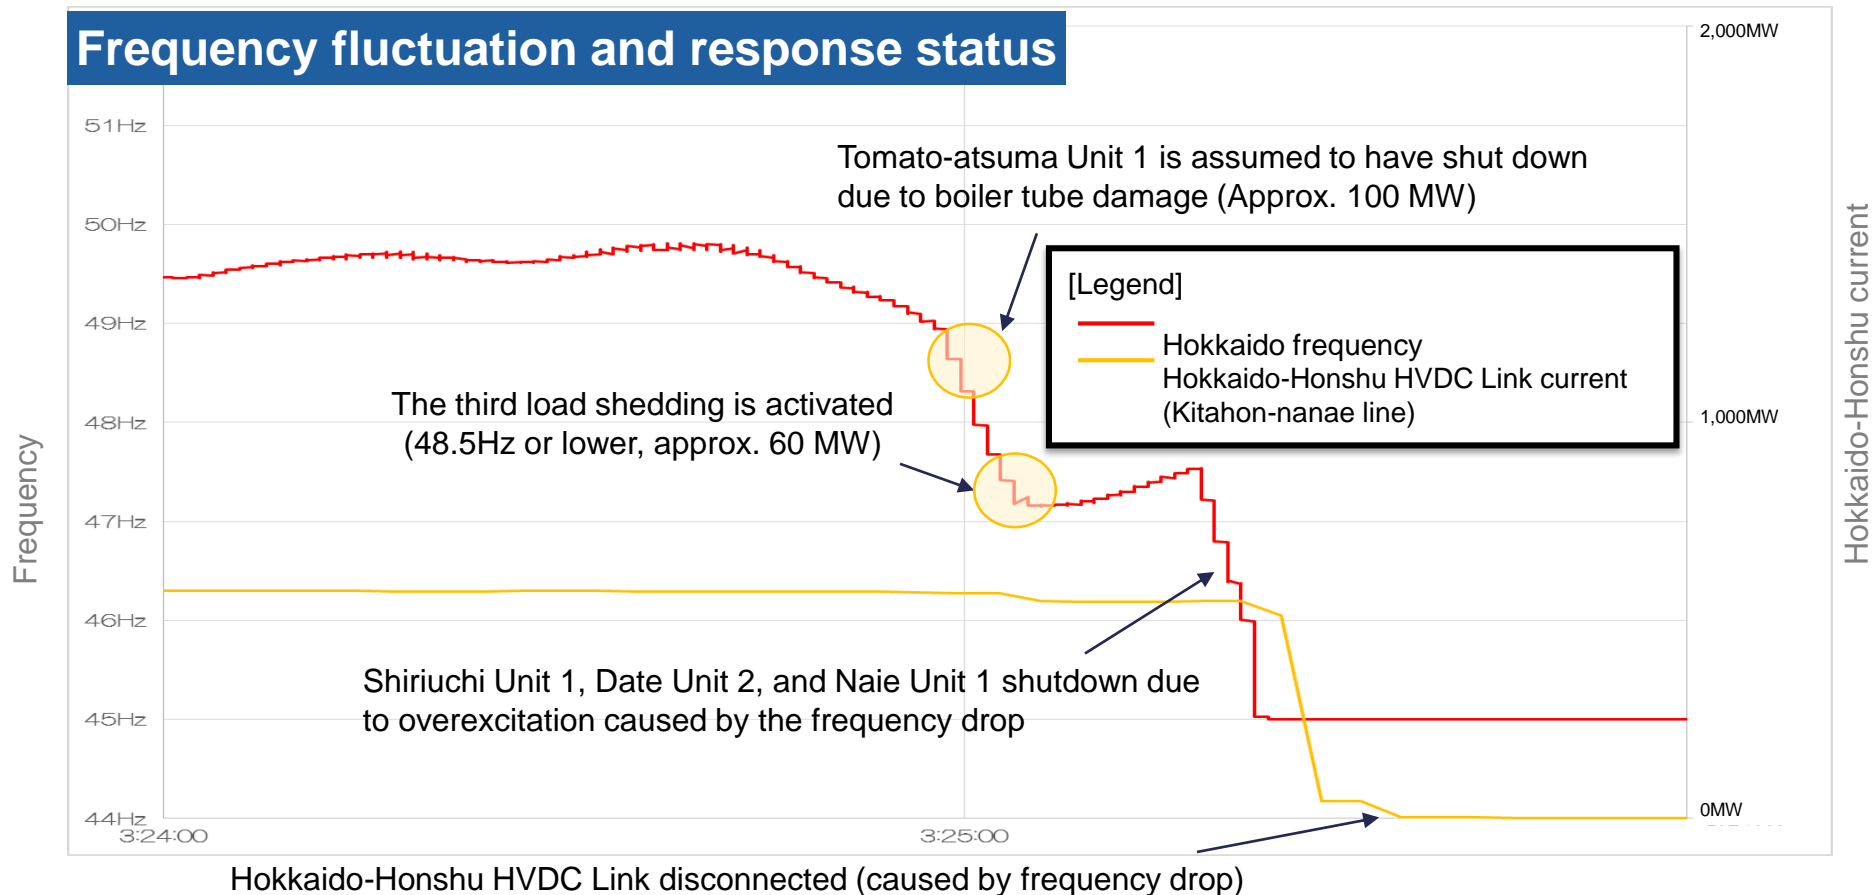 Frequency fluctuation and response status
2,000MW
51Hz
Tomato-atsuma Unit 1 is assumed to have shut down
due to boiler tube damage (Approx. 100 MW)
50Hz
[Legend]
49Hz
Hokkaido frequency
Hokkaido-Honshu HVDC Link current
(Kitahon-nanae line)
The third load shedding is activated
(48.5Hz or lower, approx. 60 MW)
48Hz
1,000MW
Frequency
Hokkaido-Honshu current
47Hz
46Hz
Shiriuchi Unit 1, Date Unit 2, and Naie Unit 1 shutdown due
to overexcitation caused by the frequency drop
45Hz
44Hz
0MW
3:24:00
3:25:00
Hokkaido-Honshu HVDC Link disconnected (caused by frequency drop)